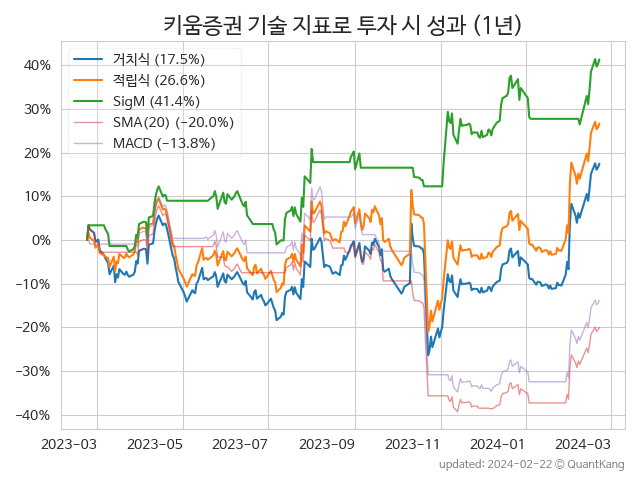 키움증권 기술 지표로 투자 시 성과 (1년)
거치식 (17.5%)
적립식 (26.6%)
SigM (41.4%)
SMA(20) (−20.0%)
MACD (−13.8%)
40%
30%
20%
10%
0%
−10%
−20%
−30%
−40%
2023-03 2023-05 2023-07 2023-09 2023-11 2024-01 2024-03
updated: 2024-02-22 © QuantKang